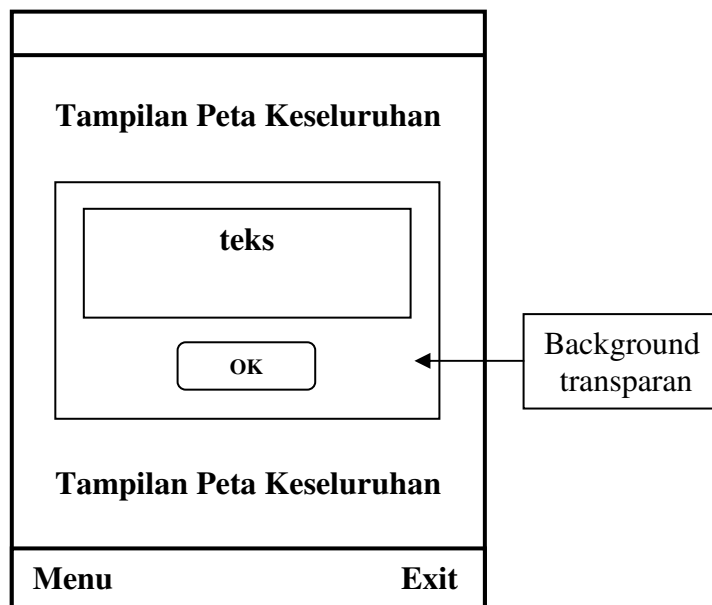 Tampilan Peta Keseluruhan
teks
OK
Background
transparan
Tampilan Peta Keseluruhan
Menu Exit